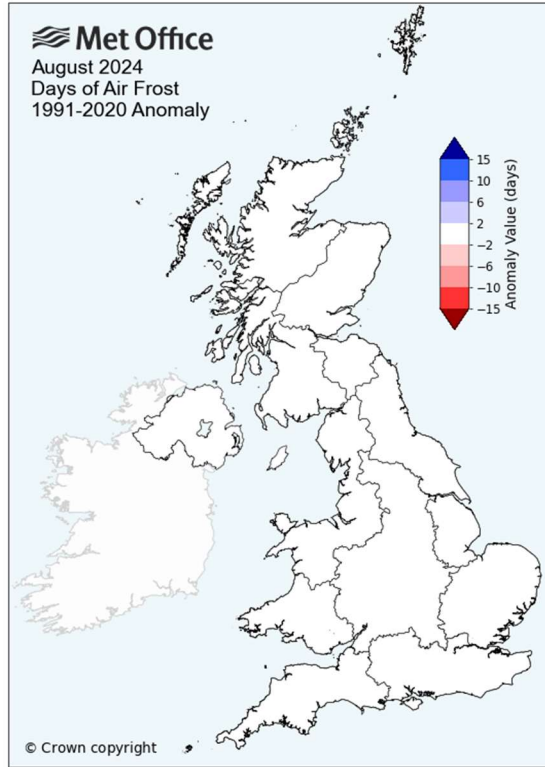 Met Office
August 2024
Days of Air Frost
1991-2020 Anomaly
15
10
6
2
−2
−6
−10
−15
Anomaly Value (days)
© Crown copyright